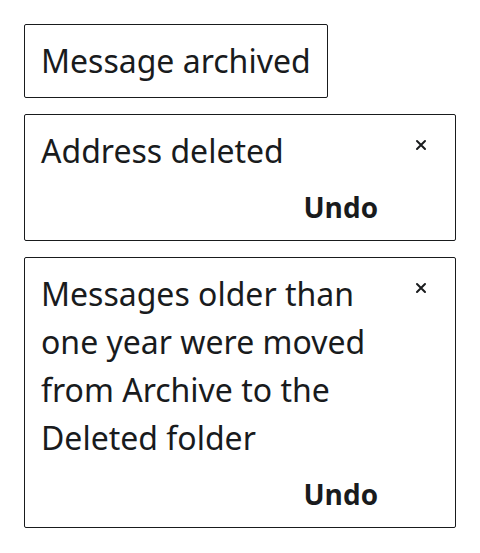 Message archived
Address deleted
Undo
Messages older than
one year were moved
from Archive to the
Deleted folder
Undo